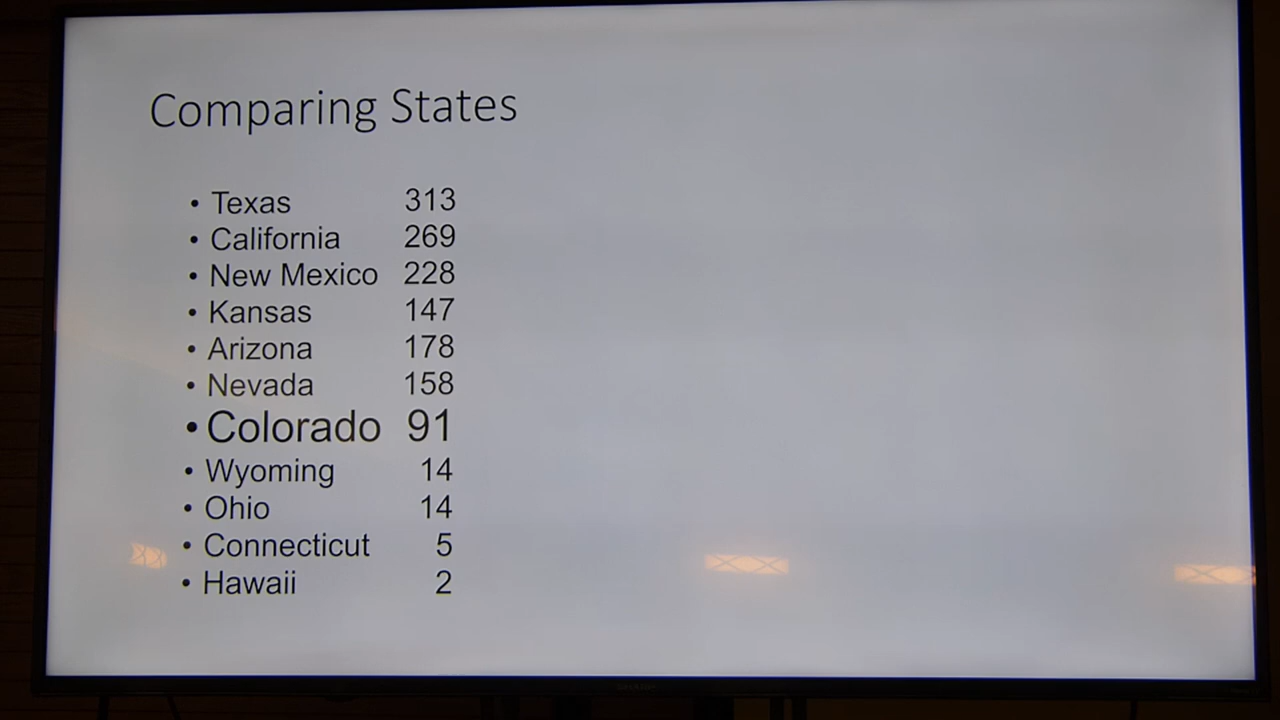 Comparing States
• Texas 313
• California 269
• New Mexico 228
• Kansas 147
• Arizona 178
• Nevada 158
• Colorado 91
• Wyoming 14
• Ohio 14
• Connecticut 5
• Hawaii 2